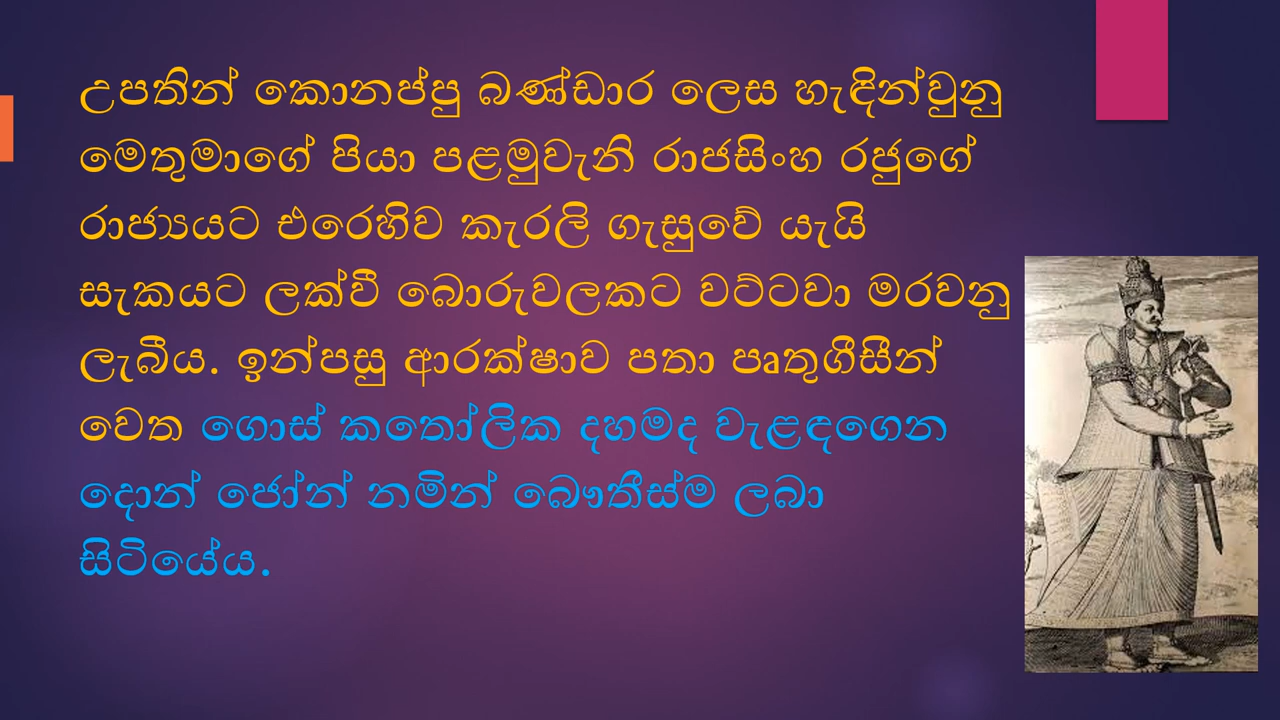 උපතින් කොනප්පු බණ්ඩාර ලෙස හැඳින්වුනු
මෙතුමාගේ පියා පළමුවැනි රාජසිංහ රජුගේ
රාජ්‍යයට එරෙහිව කැරලි ගැසුවේ යැයි
සැකයට ලක්වී බොරුවලකට වට්ටවා මරවනු
ලැබීය. ඉන්පසු ආරක්ෂාව පතා පෘතුගීසීන්
වෙත ගොස් කතෝලික දහමද වැළඳගෙන
දොන් ජෝන් නමින් බෞතීස්ම ලබා
සිටියේය.